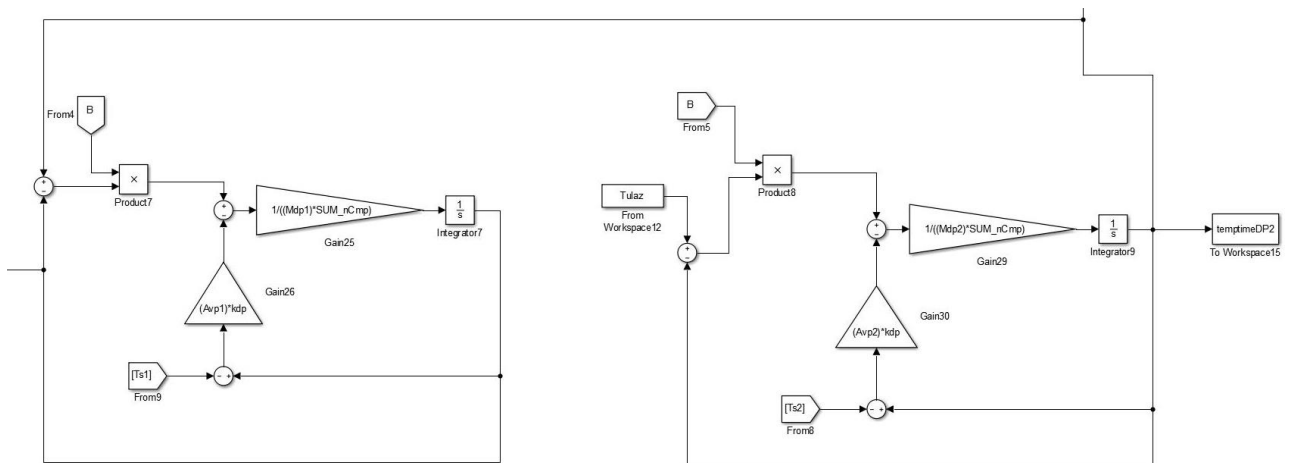 B
From4
×
Product7
+
−
+
−
1/((Mdp1)*SUM_nCmp)
Gain25
1
s
Integrator7
(Avp1)*kdp
Gain26
[Ts1]
From9
− +
B
From5
×
Product8
Tulaz
From
Workspace12
+
−
+
−
1/((Mdp2)*SUM_nCmp)
Gain29
1
s
Integrator9
temptimeDP2
To Workspace15
(Avp2)*kdp
Gain30
[Ts2]
From8
− +